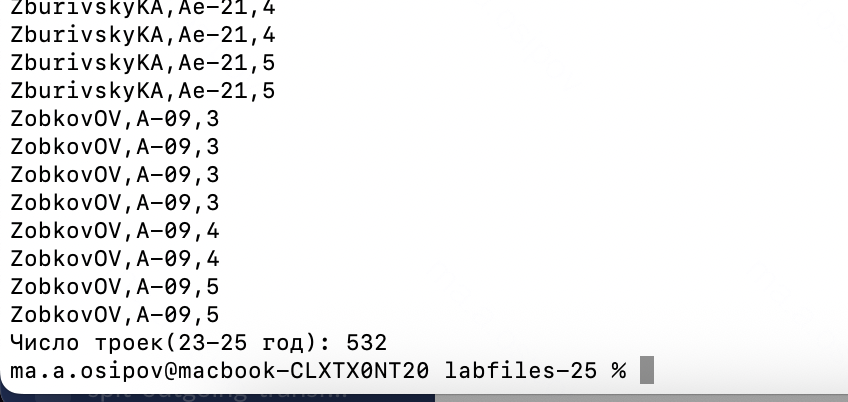 ZburivskyKA,Ae-21,4
ZburivskyKA,Ae-21,4
ZburivskyKA,Ae-21,5
ZburivskyKA,Ae-21,5
ZobkovOV,A-09,3
ZobkovOV,A-09,3
ZobkovOV,A-09,3
ZobkovOV,A-09,3
ZobkovOV,A-09,4
ZobkovOV,A-09,4
ZobkovOV,A-09,5
ZobkovOV,A-09,5
Число троек(23-25 год): 532
ma.a.osipov@macbook-CLXTX0NT20 labfiles-25 %